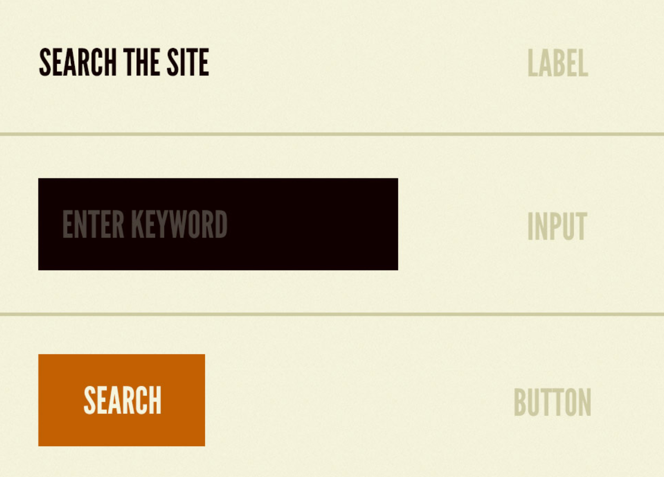 SEARCH THE SITE
LABEL
ENTER KEYWORD
INPUT
SEARCH
BUTTON